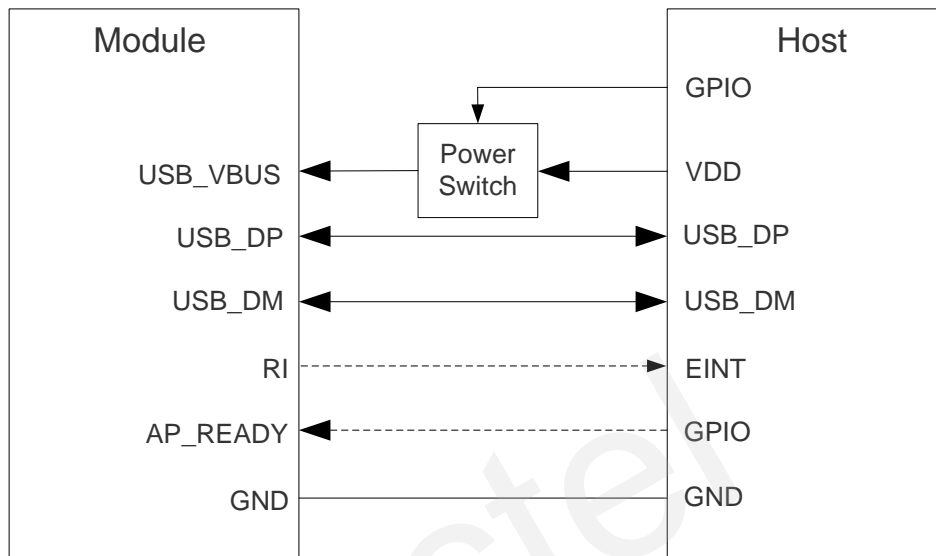 Module
Host
GPIO
Power
Switch
USB_VBUS
VDD
USB_DP
USB_DP
USB_DM
USB_DM
RI
EINT
AP_READY
GPIO
GND
GND